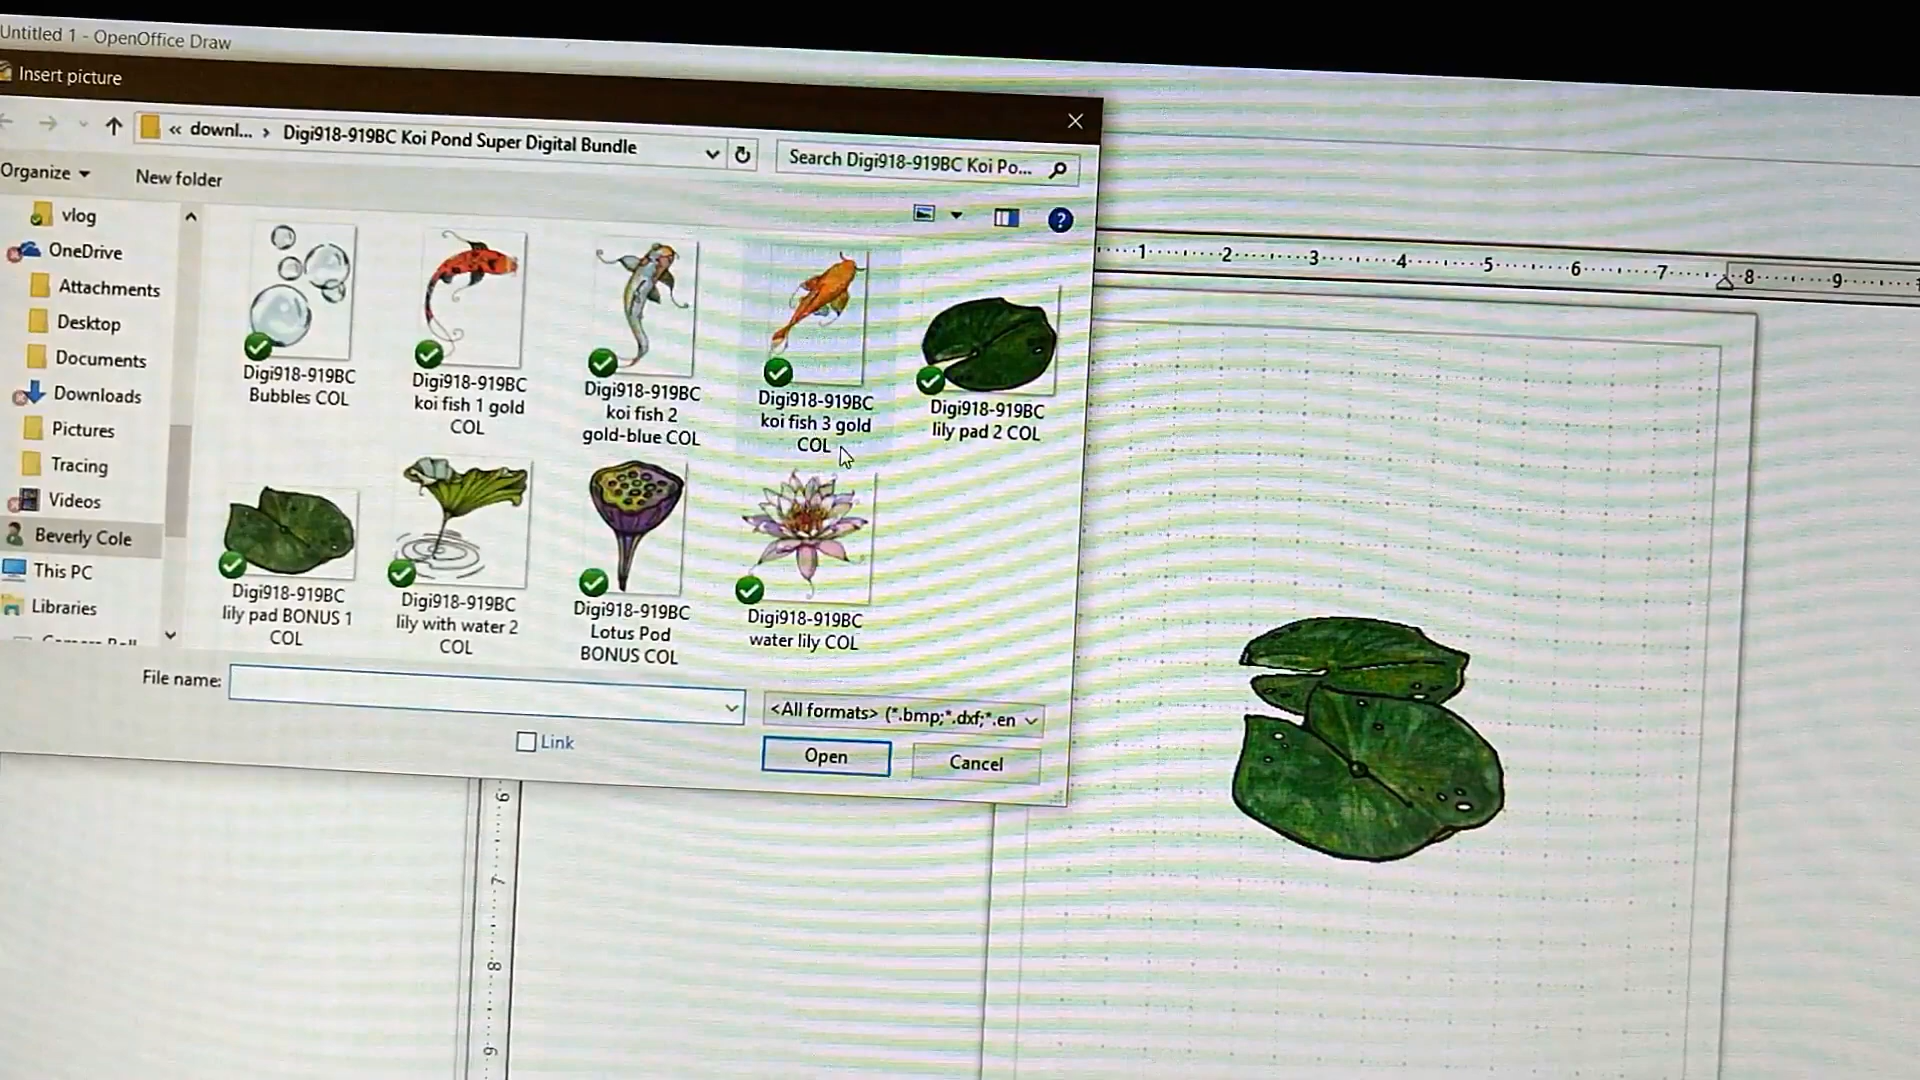 Untitled 1 - OpenOffice Draw
Insert picture
« downl... › Digi918-919BC Koi Pond Super Digital Bundle
Search Digi918-919BC Koi Po...
Organize
New folder
?
vlog
OneDrive
Attachments
Desktop
Documents
Downloads
Pictures
Tracing
Videos
Beverly Cole
This PC
Libraries
Digi918-919BC
Bubbles COL
Digi918-919BC
koi fish 1 gold
COL
Digi918-919BC
koi fish 2
gold-blue COL
Digi918-919BC
koi fish 3 gold
COL
Digi918-919BC
lily pad 2 COL
Digi918-919BC
lily pad BONUS 1
COL
Digi918-919BC
lily with water 2
COL
Digi918-919BC
Lotus Pod
BONUS COL
Digi918-919BC
water lily COL
File name:
<All formats> (*.bmp;*.dxf;*.en
Link
Open
Cancel
1 2 3 4 5 6 7 8 9
6
7
8
9